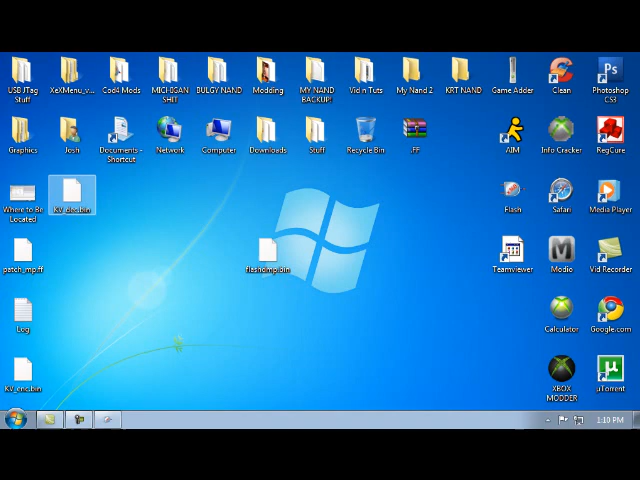 USB JTag Stuff
XeXMenu_v...
Cod4 Mods
MICHIGAN SHIT
BULGY NAND
Modding
MY NAND BACKUP!
Vid n Tuts
My Nand 2
KRT NAND
Game Adder
Clean
Photoshop CS3
Graphics
Josh
Documents - Shortcut
Network
Computer
Downloads
Stuff
Recycle Bin
.FF
AIM
Info Cracker
RegCure
Where to Be Located
KV_dec.bin
Flash
Safari
Media Player
patch_mp.ff
flashdmp.bin
Teamviewer
Modio
Vid Recorder
Log
Calculator
Google.com
KV_enc.bin
XBOX MODDER
uTorrent
1:10 PM